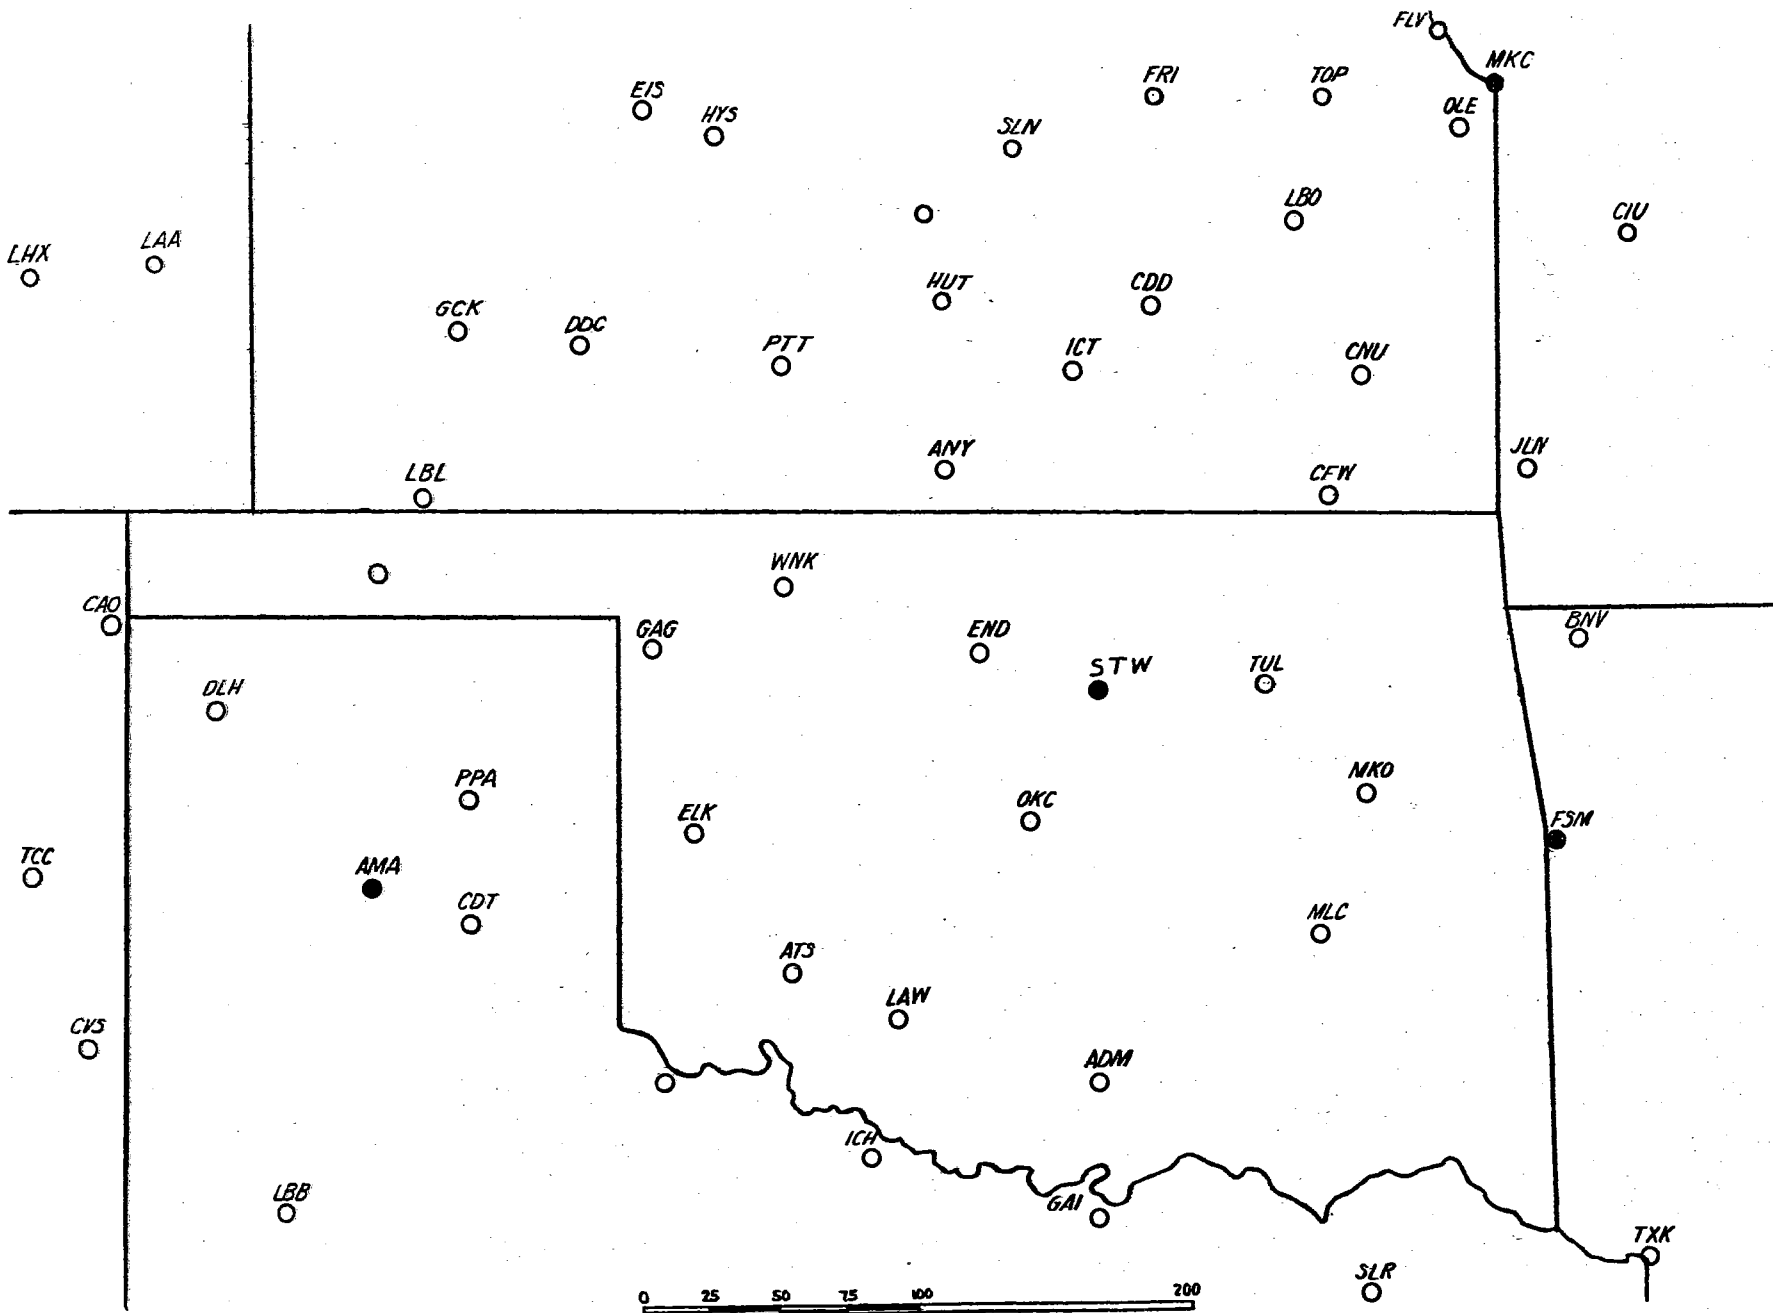 FLV
MKC
FRI
TOP
EIS
HYS
OLE
SLN
LBO
CIU
LAA
LHX
HUT
CDD
GCK
DDC
PTT
ICT
CNU
ANY
JLN
LBL
CFW
WNK
CAO
GAG
END
BNV
STW
TUL
DLH
PPA
MKO
OKC
ELK
FSM
TCC
AMA
CDT
MLC
ATS
LAW
CVS
ADM
ICH
LBB
GAI
TXK
SLR
0 25 50 75 100 200